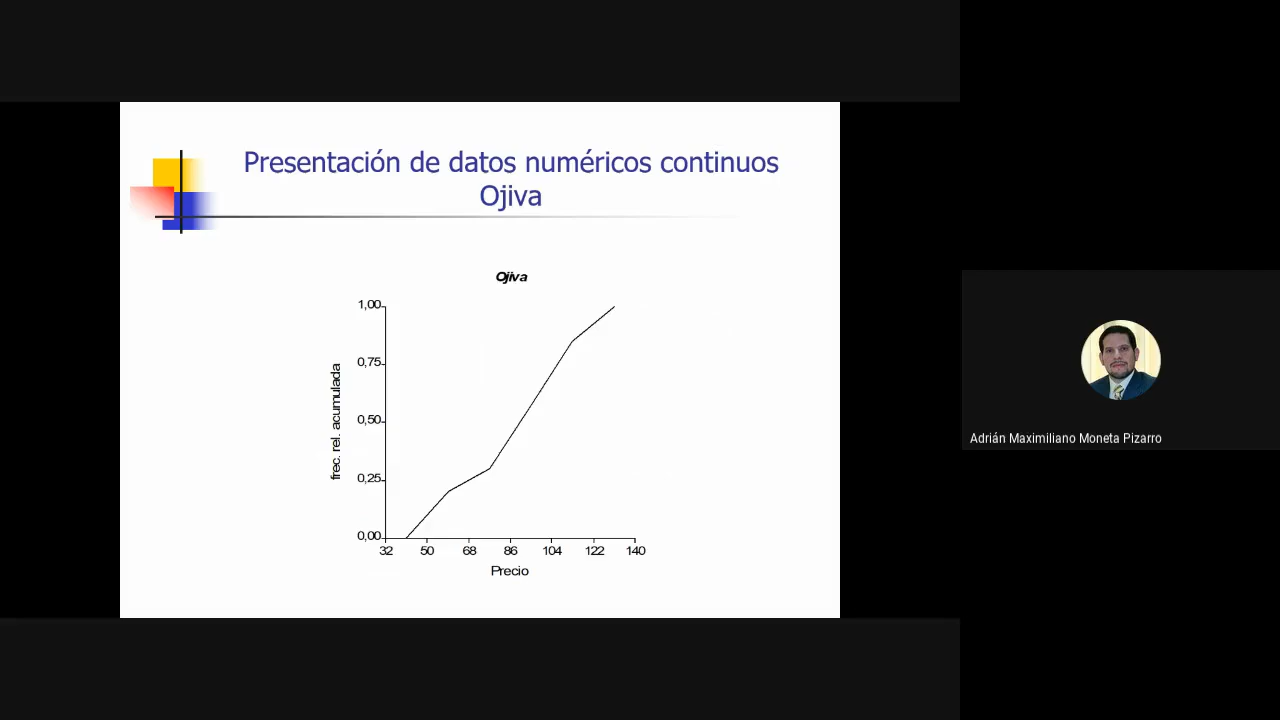 Presentación de datos numéricos continuos
Ojiva
Ojiva
1,00
0,75
0,50
0,25
0,00
frec. rel. acumulada
32 50 68 86 104 122 140
Precio
Adrián Maximiliano Moneta Pizarro